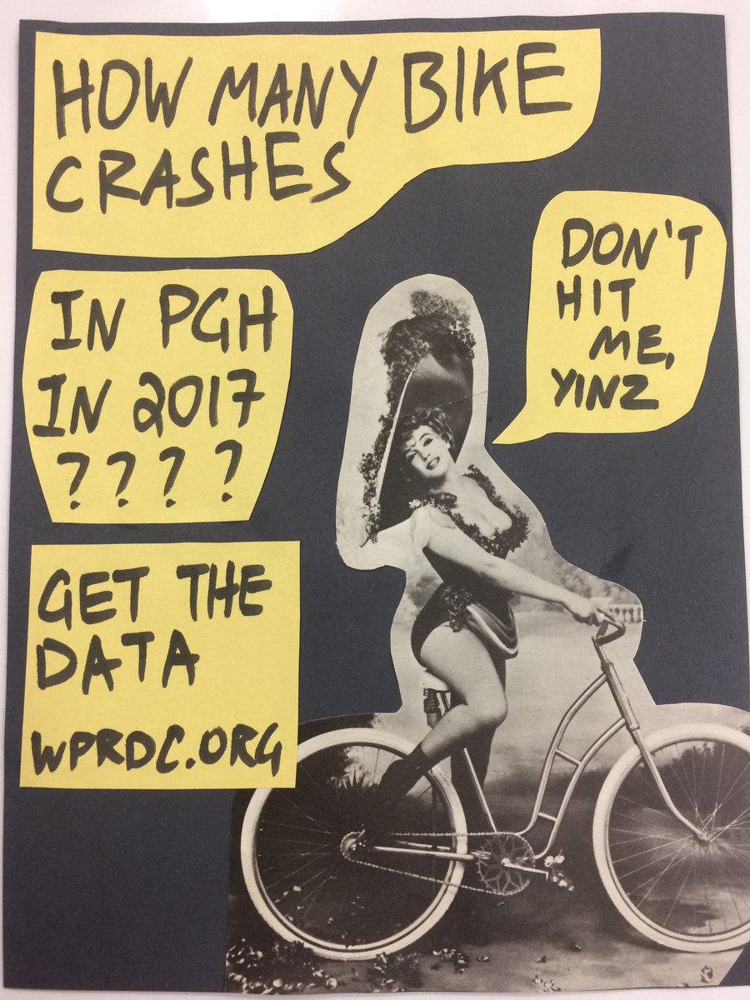 HOW MANY BIKE
CRASHES
IN PGH
IN 2017
????
GET THE
DATA
WPRDC.ORG
DON'T
HIT
ME,
YINZ